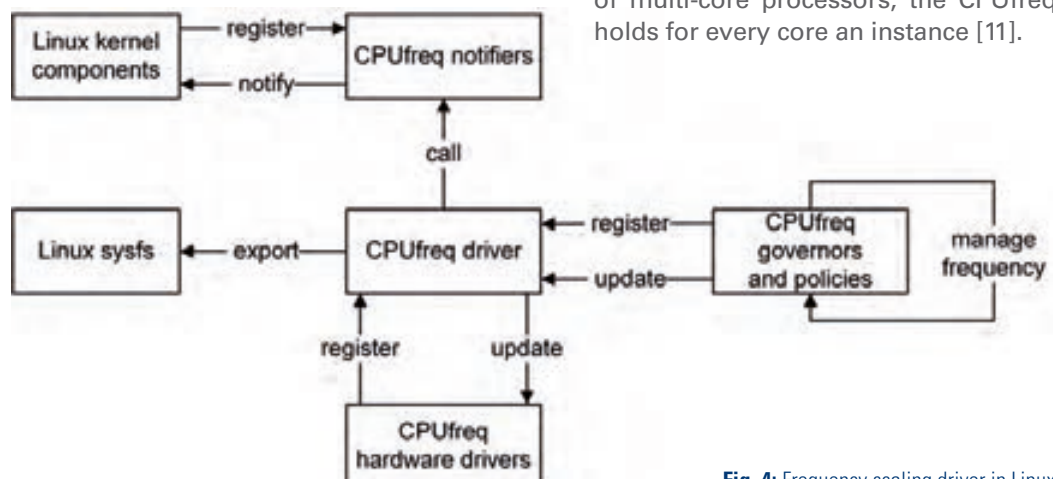 of multi-core processors, the CPUfreq
holds for every core an instance [11].
Linux kernel
components
register
notify
CPUfreq notifiers
call
Linux sysfs
export
CPUfreq driver
register
update
CPUfreq
governors
and policies
manage
frequency
register
update
CPUfreq
hardware drivers
Fig. 4: Frequency scaling driver in Linux